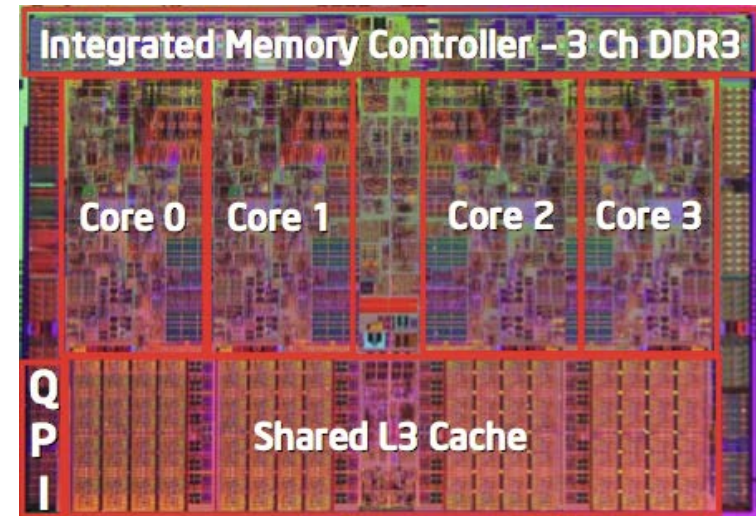 Integrated Memory Controller - 3 Ch DDR3
Core 0 Core 1 Core 2 Core 3
Q
P
I
Shared L3 Cache